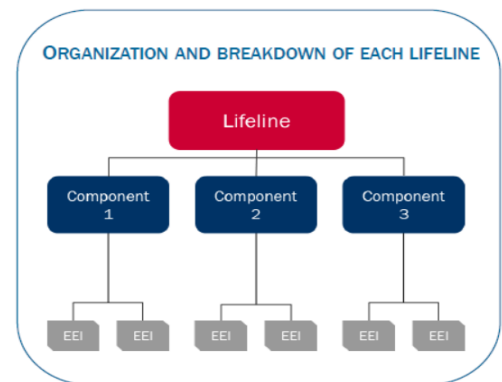 ORGANIZATION AND BREAKDOWN OF EACH LIFELINE
Lifeline
Component
1
Component
2
Component
3
EEI
EEI
EEI
EEI
EEI
EEI